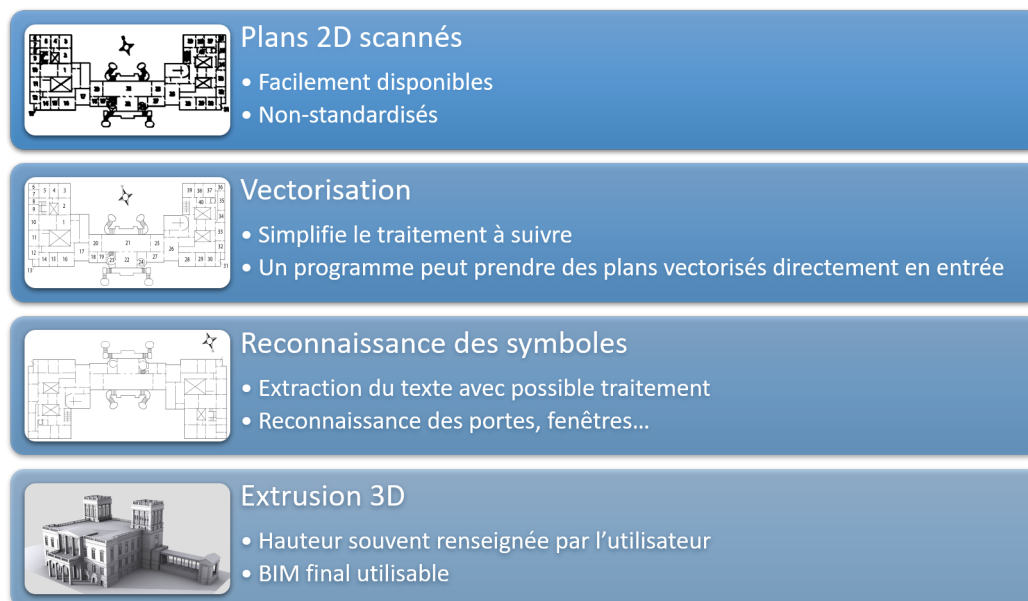 Plans 2D scannés
• Facilement disponibles
• Non-standardisés
Vectorisation
• Simplifie le traitement à suivre
• Un programme peut prendre des plans vectorisés directement en entrée
Reconnaissance des symboles
• Extraction du texte avec possible traitement
• Reconnaissance des portes, fenêtres…
Extrusion 3D
• Hauteur souvent renseignée par l’utilisateur
• BIM final utilisable